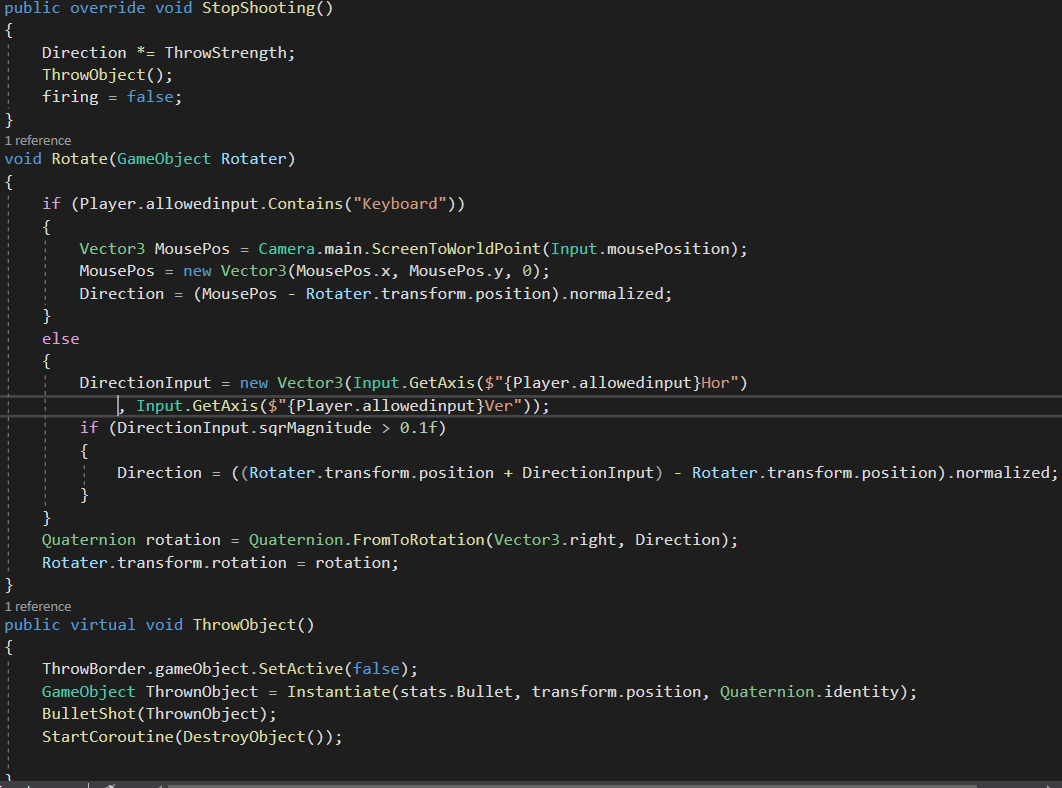 public override void StopShooting()
{
Direction *= ThrowStrength;
ThrowObject();
firing = false;
}
1 reference
void Rotate(GameObject Rotater)
{
if (Player.allowedinput.Contains("Keyboard"))
{
Vector3 MousePos = Camera.main.ScreenToWorldPoint(Input.mousePosition);
MousePos = new Vector3(MousePos.x, MousePos.y, 0);
Direction = (MousePos - Rotater.transform.position).normalized;
}
else
{
DirectionInput = new Vector3(Input.GetAxis($"{Player.allowedinput}Hor")
, Input.GetAxis($"{Player.allowedinput}Ver"));
if (DirectionInput.sqrMagnitude > 0.1f)
{
Direction = ((Rotater.transform.position + DirectionInput) - Rotater.transform.position).normalized;
}
}
Quaternion rotation = Quaternion.FromToRotation(Vector3.right, Direction);
Rotater.transform.rotation = rotation;
}
1 reference
public virtual void ThrowObject()
{
ThrowBorder.gameObject.SetActive(false);
GameObject ThrownObject = Instantiate(stats.Bullet, transform.position, Quaternion.identity);
BulletShot(ThrownObject);
StartCoroutine(DestroyObject());
}